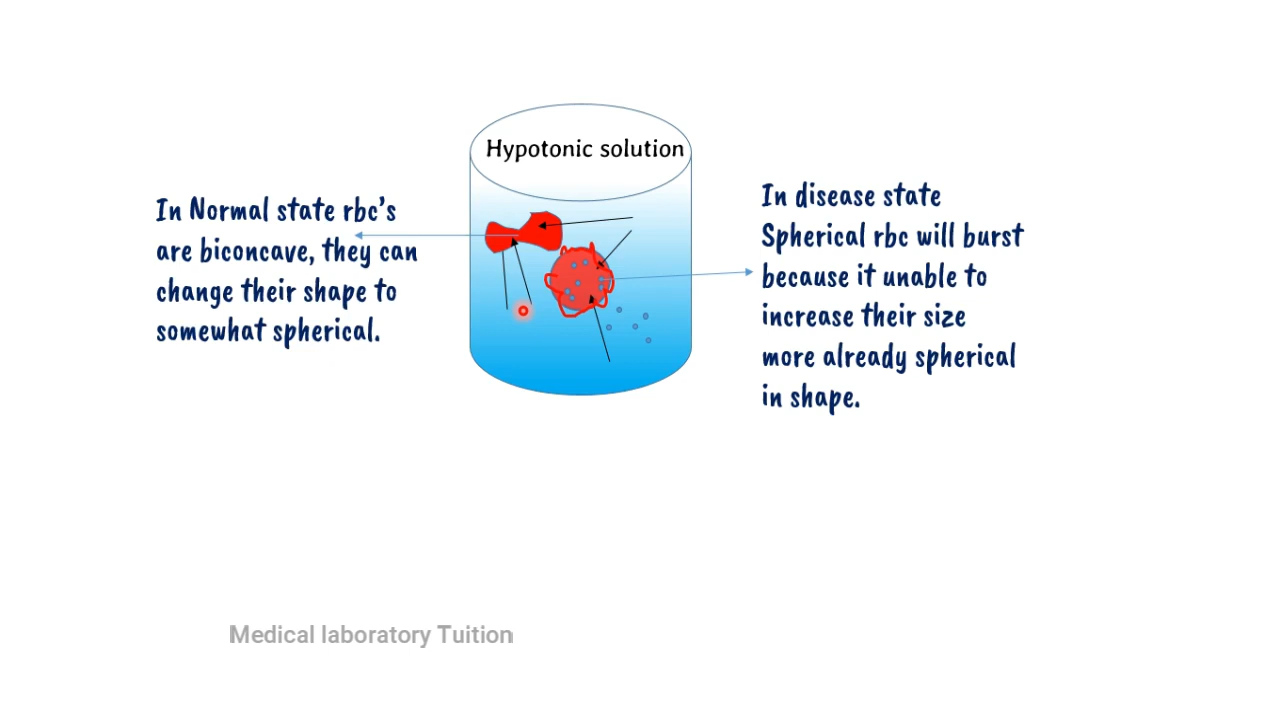 Hypotonic solution
In Normal state rbc's
are biconcave, they can
change their shape to
somewhat spherical.
In disease state
Spherical rbc will burst
because it unable to
increase their size
more already spherical
in shape.
Medical laboratory Tuition